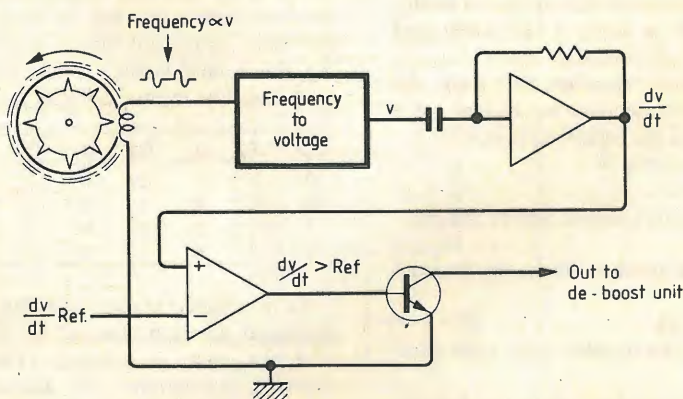 Frequency ∝ v
Frequency
to
voltage
v
dv
dt
+
−
dv/dt > Ref
dv/dt Ref.
Out to
de-boost unit